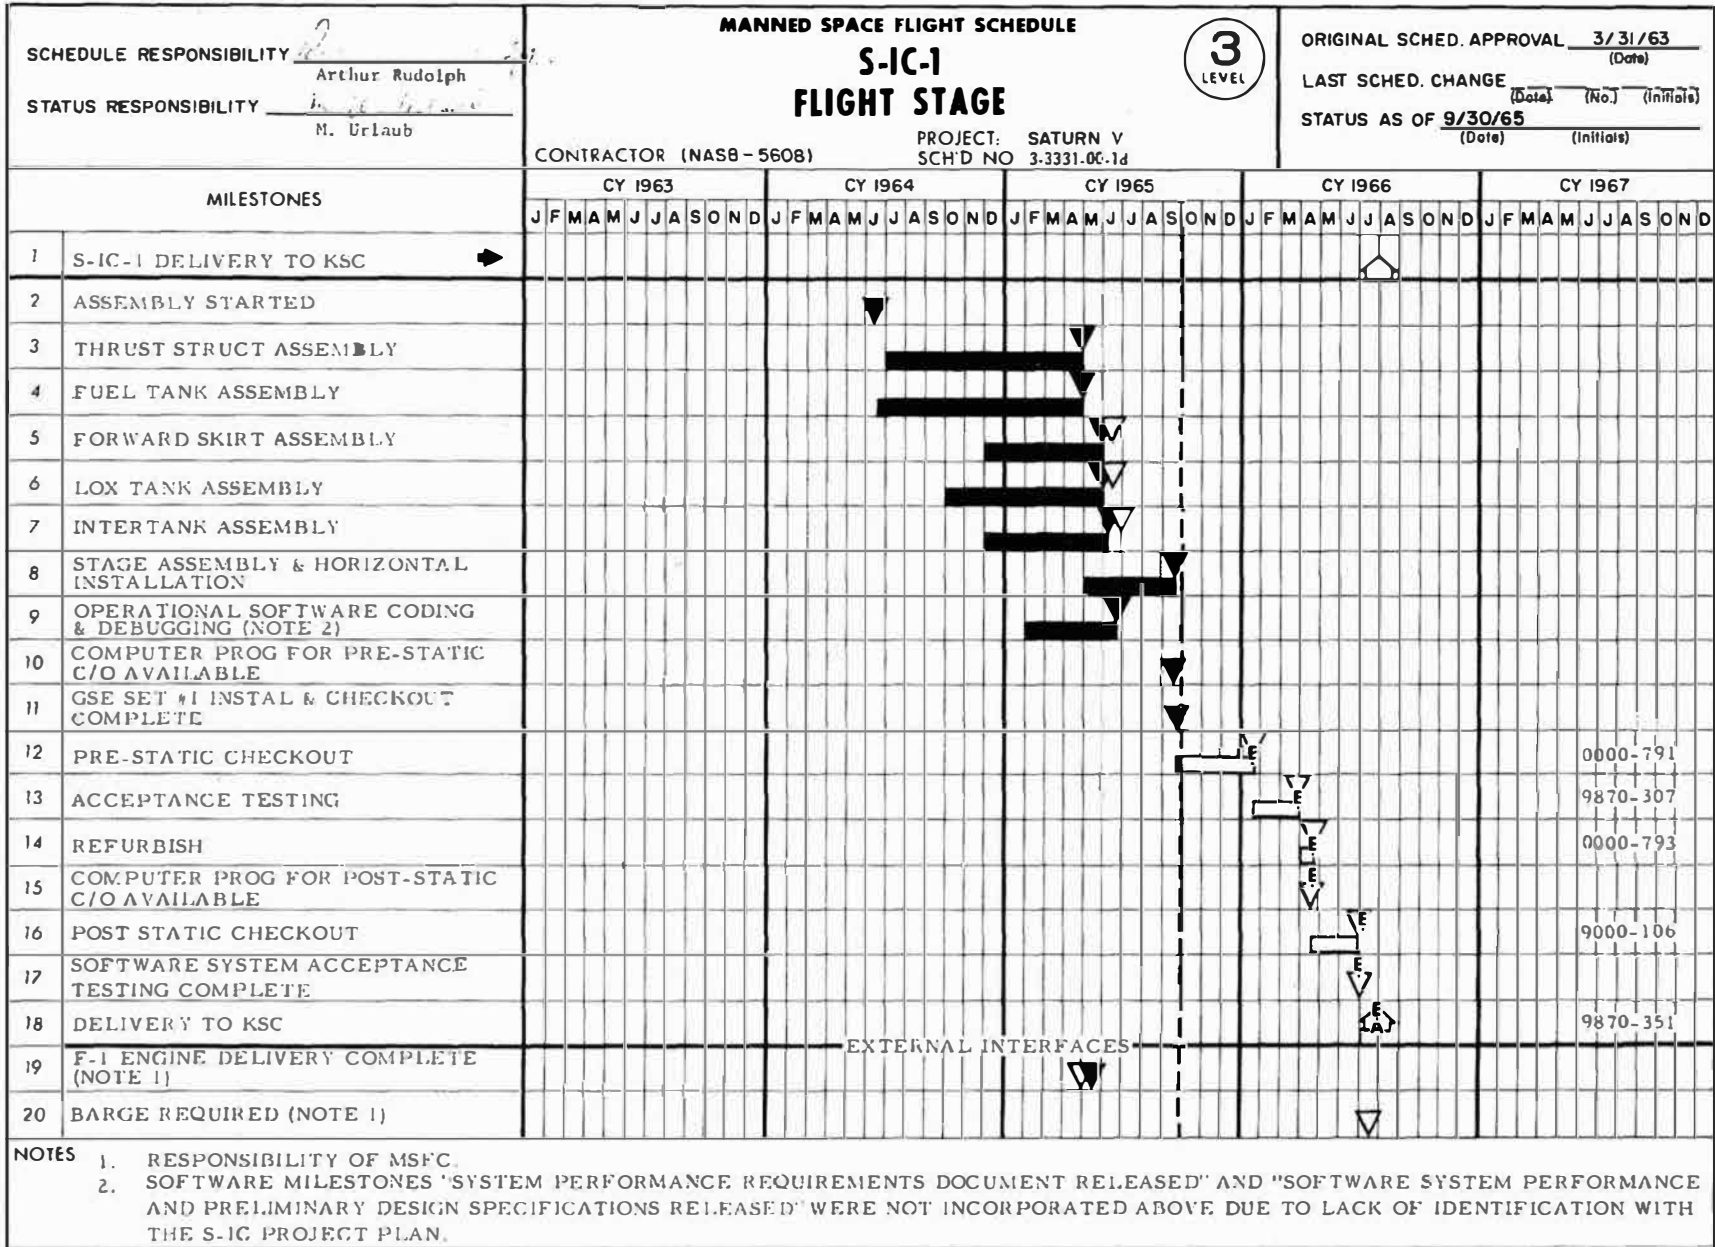 SCHEDULE RESPONSIBILITY
Arthur Rudolph
STATUS RESPONSIBILITY
M. Urlaub
MANNED SPACE FLIGHT SCHEDULE
S-IC-1
FLIGHT STAGE
3
LEVEL
CONTRACTOR (NAS8-5608)
PROJECT: SATURN V
SCH'D NO 3-3331-00-1d
ORIGINAL SCHED. APPROVAL 3/31/63
(Date)
LAST SCHED. CHANGE
(Date) (No.) (Initials)
STATUS AS OF 9/30/65
(Date) (Initials)
MILESTONES
CY 1963 CY 1964 CY 1965 CY 1966 CY 1967
J F M A M J J A S O N D J F M A M J J A S O N D J F M A M J J A S O N D J F M A M J J A S O N D J F M A M J J A S O N D
1 S-IC-1 DELIVERY TO KSC
2 ASSEMBLY STARTED
3 THRUST STRUCT ASSEMBLY
4 FUEL TANK ASSEMBLY
5 FORWARD SKIRT ASSEMBLY
6 LOX TANK ASSEMBLY
7 INTERTANK ASSEMBLY
8 STAGE ASSEMBLY & HORIZONTAL
INSTALLATION
9 OPERATIONAL SOFTWARE CODING
& DEBUGGING (NOTE 2)
10 COMPUTER PROG FOR PRE-STATIC
C/O AVAILABLE
11 GSE SET #1 INSTAL & CHECKOUT
COMPLETE
12 PRE-STATIC CHECKOUT E 0000-791
13 ACCEPTANCE TESTING E 9870-307
14 REFURBISH E 0000-793
15 COMPUTER PROG FOR POST-STATIC
C/O AVAILABLE E
16 POST STATIC CHECKOUT E 9000-106
17 SOFTWARE SYSTEM ACCEPTANCE
TESTING COMPLETE E
18 DELIVERY TO KSC E A 9870-351
EXTERNAL INTERFACES
19 F-1 ENGINE DELIVERY COMPLETE
(NOTE 1)
20 BARGE REQUIRED (NOTE 1)
NOTES 1. RESPONSIBILITY OF MSFC.
2. SOFTWARE MILESTONES "SYSTEM PERFORMANCE REQUIREMENTS DOCUMENT RELEASED" AND "SOFTWARE SYSTEM PERFORMANCE
AND PRELIMINARY DESIGN SPECIFICATIONS RELEASED" WERE NOT INCORPORATED ABOVE DUE TO LACK OF IDENTIFICATION WITH
THE S-IC PROJECT PLAN.